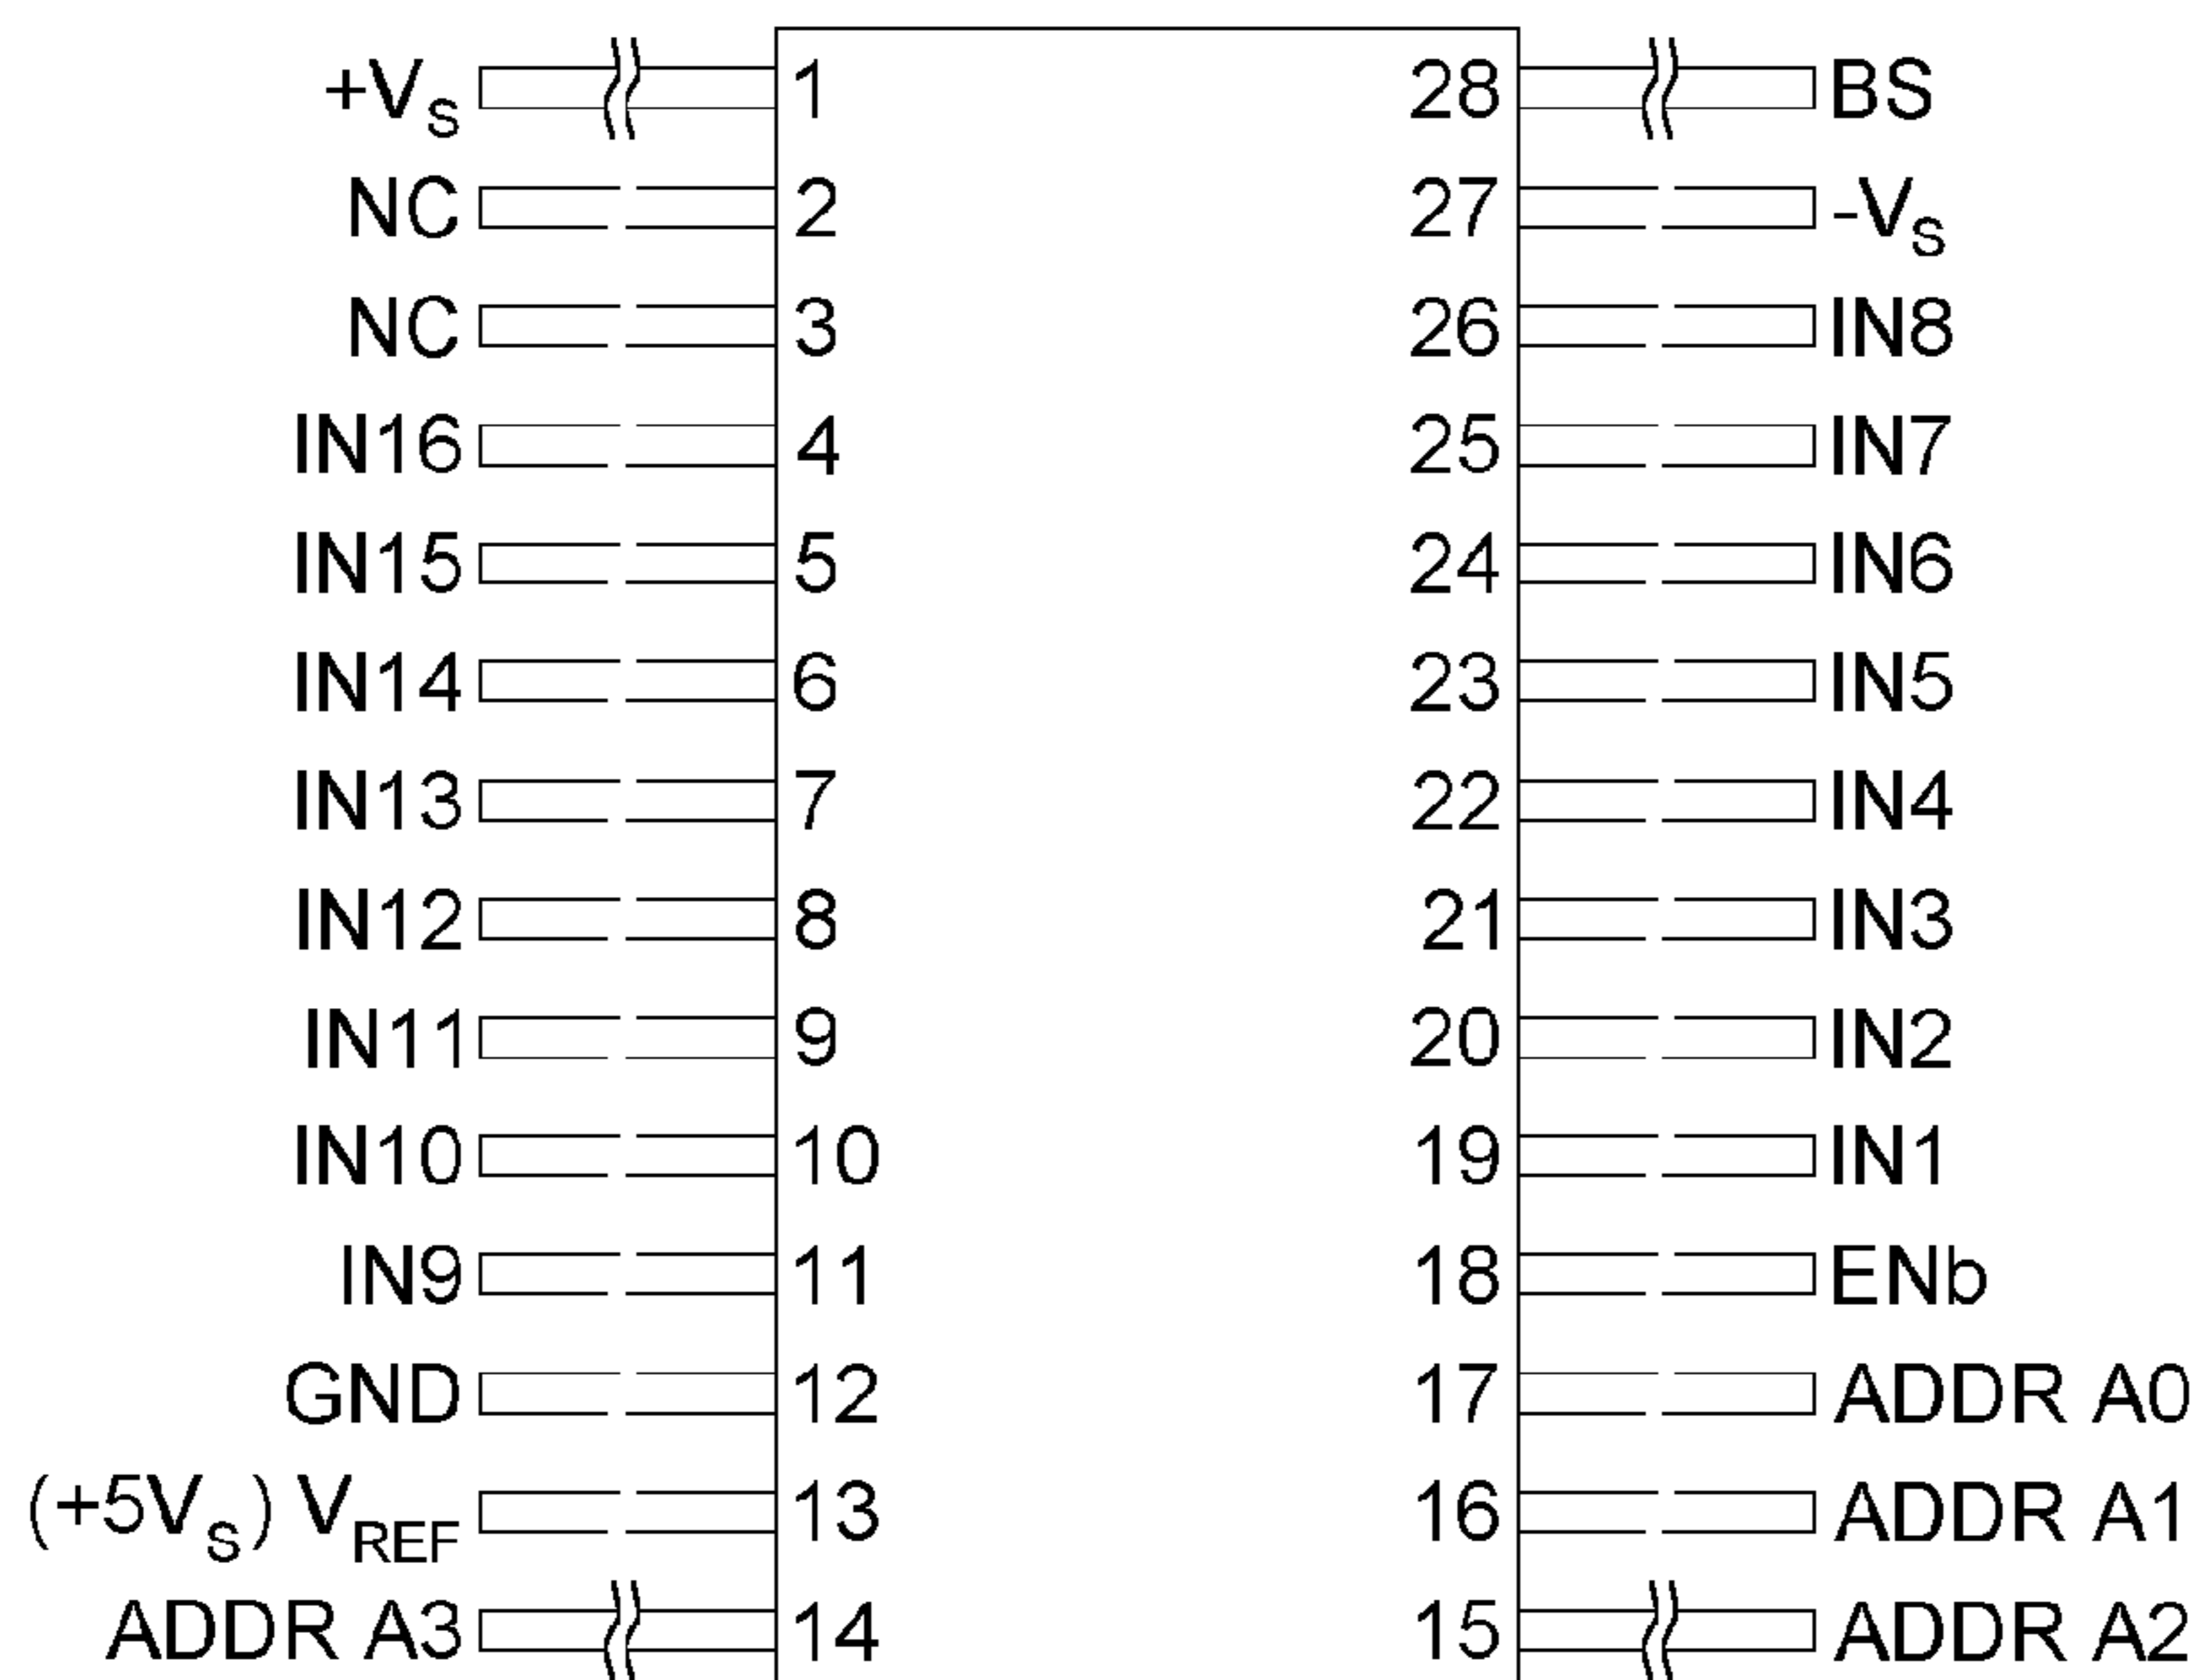 +VS 1 28 BS
NC 2 27 -VS
NC 3 26 IN8
IN16 4 25 IN7
IN15 5 24 IN6
IN14 6 23 IN5
IN13 7 22 IN4
IN12 8 21 IN3
IN11 9 20 IN2
IN10 10 19 IN1
IN9 11 18 ENb
GND 12 17 ADDR A0
(+5VS) VREF 13 16 ADDR A1
ADDR A3 14 15 ADDR A2